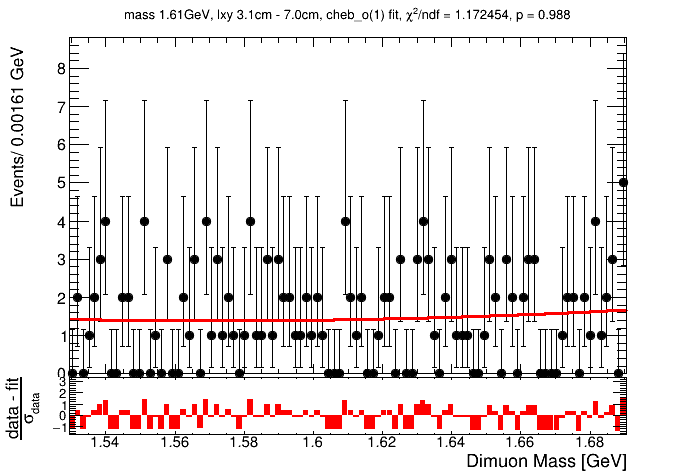 mass 1.61GeV, lxy 3.1cm - 7.0cm, cheb_o(1) fit, χ²/ndf = 1.172454, p = 0.988
Events/ 0.00161 GeV
8
7
6
5
4
3
2
1
0
data - fit
σdata
3
2
1
0
−1
1.54 1.56 1.58 1.6 1.62 1.64 1.66 1.68
Dimuon Mass [GeV]